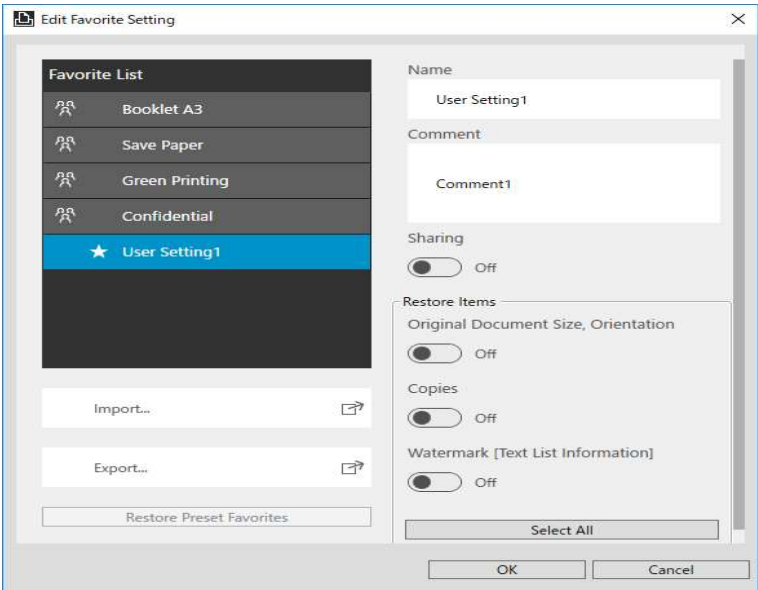 Edit Favorite Setting
Favorite List
Booklet A3
Save Paper
Green Printing
Confidential
User Setting1
Import...
Export...
Restore Preset Favorites
Name
User Setting1
Comment
Comment1
Sharing
Off
Restore Items
Original Document Size, Orientation
Off
Copies
Off
Watermark [Text List Information]
Off
Select All
OK
Cancel